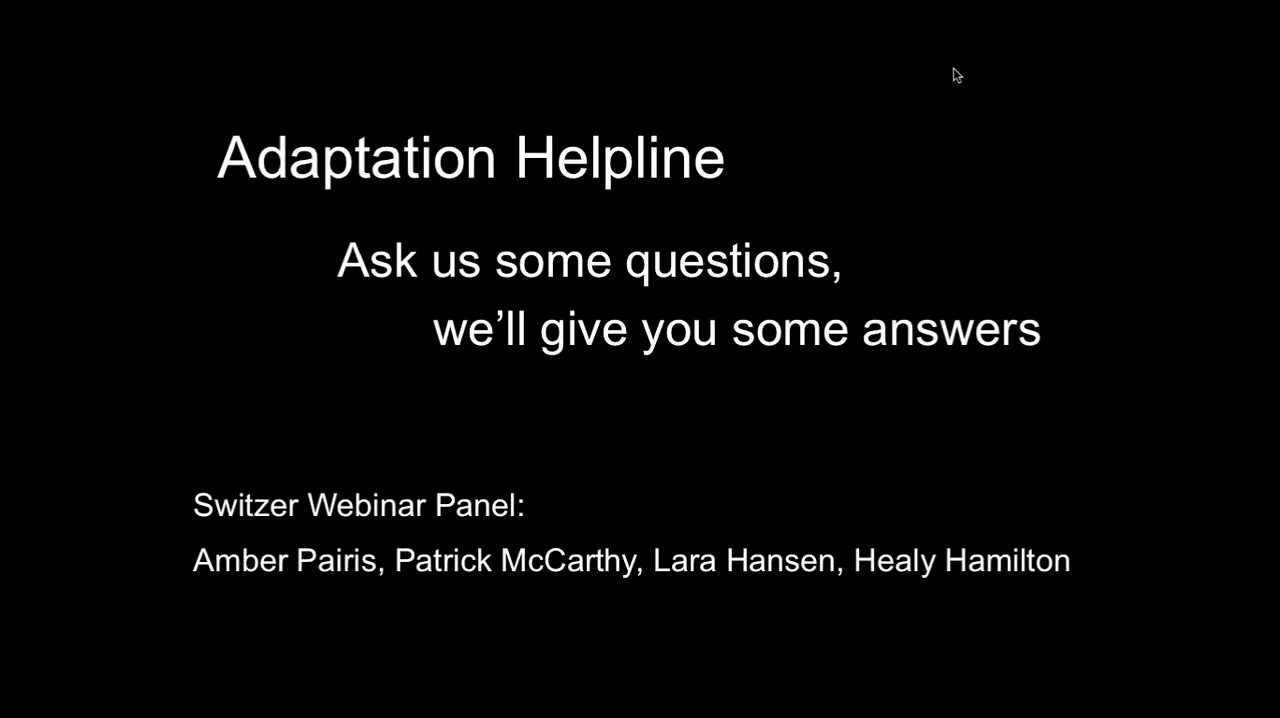 Adaptation Helpline
Ask us some questions,
we’ll give you some answers
Switzer Webinar Panel:
Amber Pairis, Patrick McCarthy, Lara Hansen, Healy Hamilton